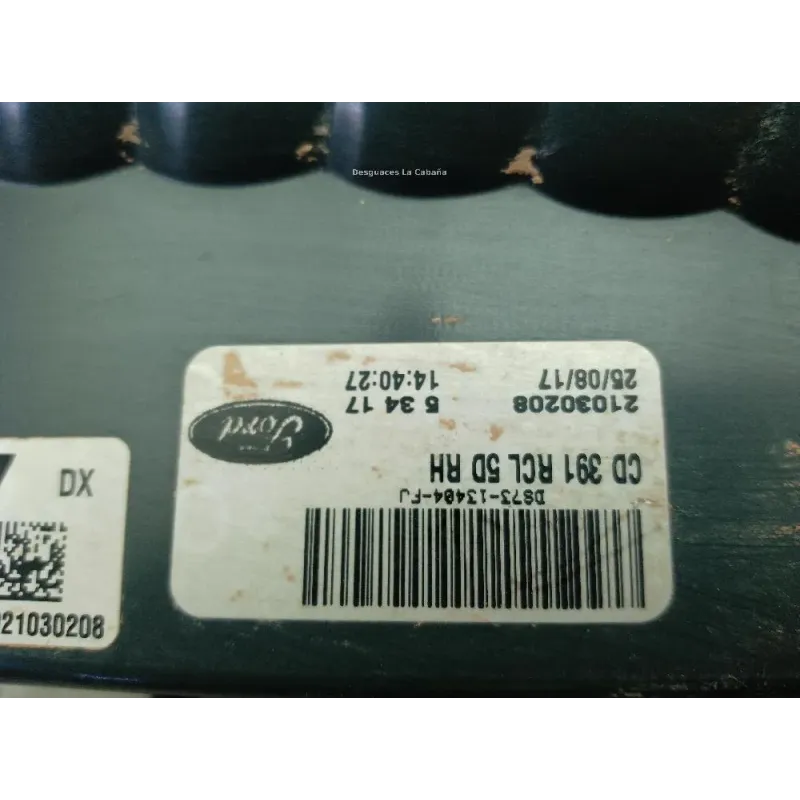 Desguaces La Cabaña
DX
21030208
DS73-13404-FJ
CD 391 RCL 5D RH
21030208 5 34 17
25/08/17 14:40:27
Ford